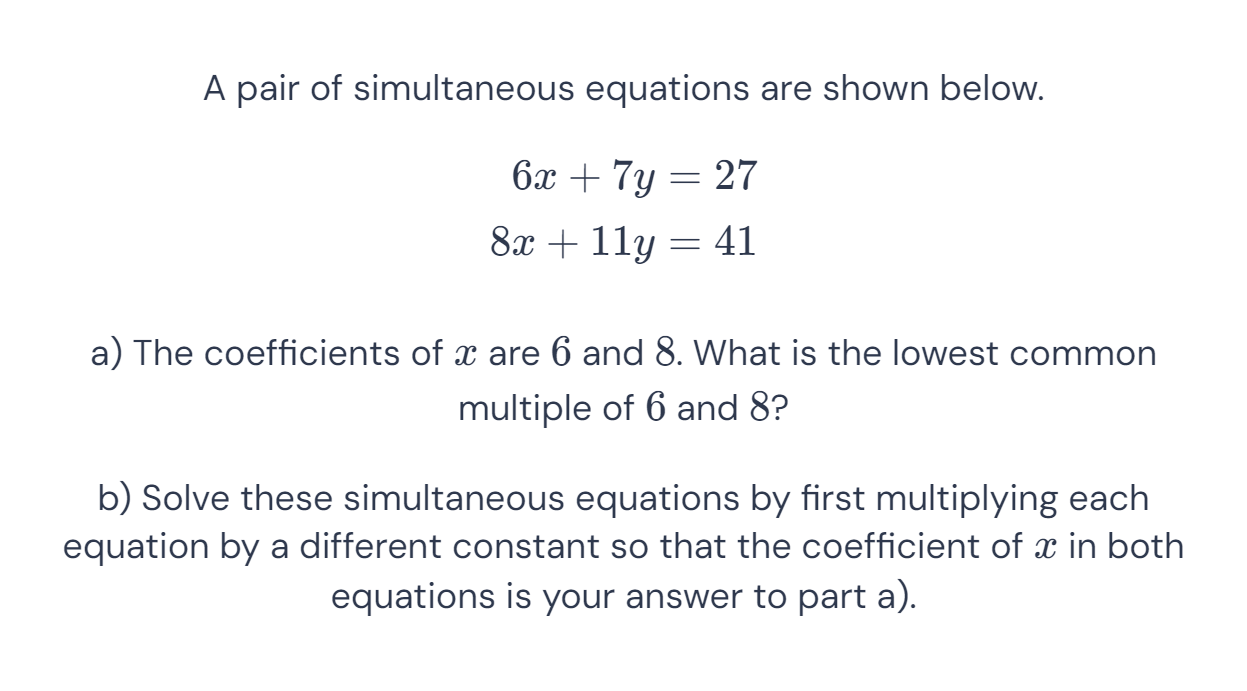 A pair of simultaneous equations are shown below.
6x + 7y = 27
8x + 11y = 41
a) The coefficients of x are 6 and 8. What is the lowest common
multiple of 6 and 8?
b) Solve these simultaneous equations by first multiplying each
equation by a different constant so that the coefficient of x in both
equations is your answer to part a).